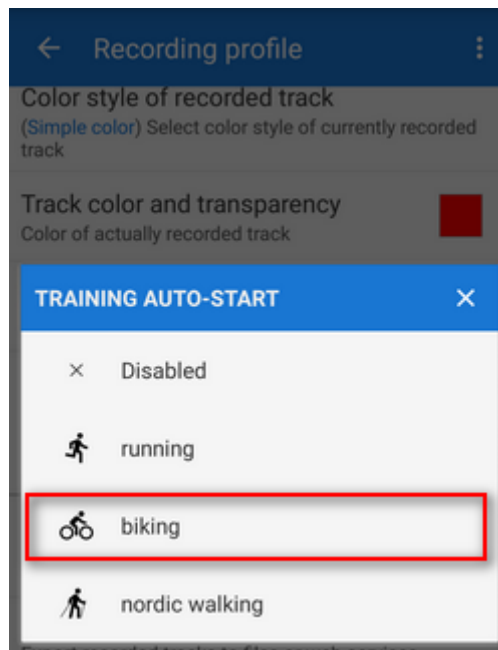 Recording profile
Color style of recorded track
(Simple color) Select color style of currently recorded
track
Track color and transparency
Color of actually recorded track
TRAINING AUTO-START
Disabled
running
biking
nordic walking